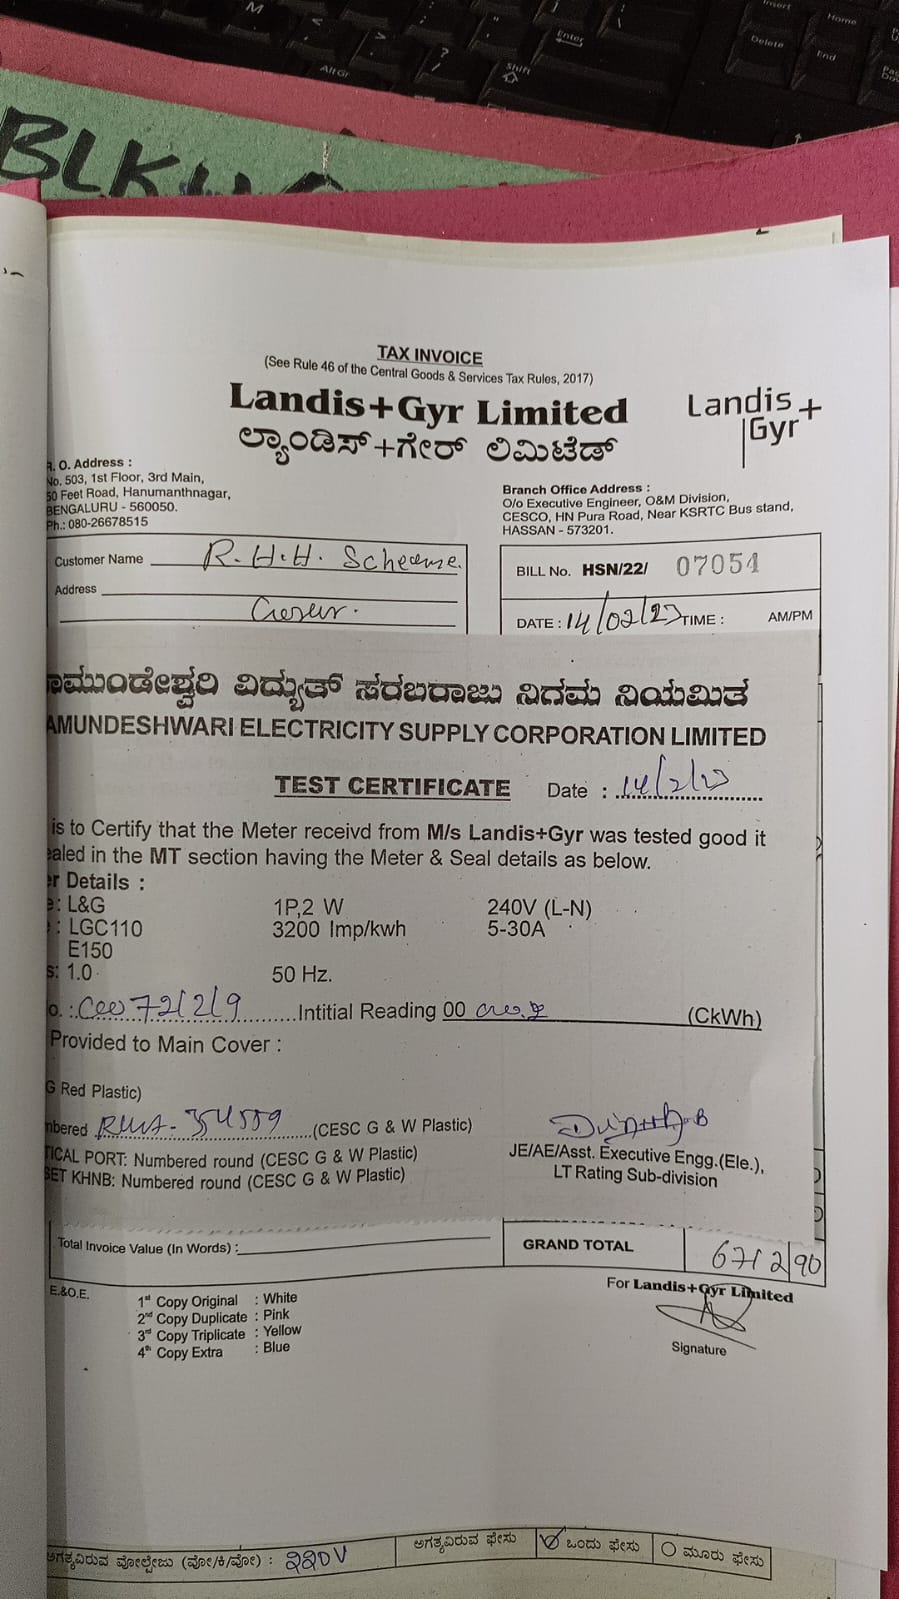 M
Alt Gr
?
/
Enter
Shift
Insert
Delete
Home
End
BLK
TAX INVOICE
(See Rule 46 of the Central Goods & Services Tax Rules, 2017)
Landis+Gyr Limited
Landis+
Gyr
ಲ್ಯಾಂಡಿಸ್+ಗೇರ್ ಲಿಮಿಟೆಡ್
R. O. Address :
No. 503, 1st Floor, 3rd Main,
50 Feet Road, Hanumanthnagar,
BENGALURU - 560050.
Ph.: 080-26678515
Branch Office Address :
O/o Executive Engineer, O&M Division,
CESCO, HN Pura Road, Near KSRTC Bus stand,
HASSAN - 573201.
Customer Name R.H.H. Scheme.
Address
BILL No. HSN/22/ 07054
DATE : 14/02/23 TIME : AM/PM
ಾಮುಂಡೇಶ್ವರಿ ವಿದ್ಯುತ್ ಸರಬರಾಜು ನಿಗಮ ನಿಯಮಿತ
AMUNDESHWARI ELECTRICITY SUPPLY CORPORATION LIMITED
TEST CERTIFICATE Date : 14/2/23
is to Certify that the Meter receivd from M/s Landis+Gyr was tested good it
ealed in the MT section having the Meter & Seal details as below.
er Details :
e: L&G 1P,2 W 240V (L-N)
: LGC110 3200 Imp/kwh 5-30A
E150
s: 1.0 50 Hz.
o. : Intitial Reading 00 (CkWh)
Provided to Main Cover :
G Red Plastic)
mbered (CESC G & W Plastic)
TICAL PORT: Numbered round (CESC G & W Plastic)
SET KHNB: Numbered round (CESC G & W Plastic)
JE/AE/Asst. Executive Engg.(Ele.),
LT Rating Sub-division
Total Invoice Value (In Words) :
GRAND TOTAL 6712 90
E.&O.E.
1st Copy Original : White
2nd Copy Duplicate : Pink
3rd Copy Triplicate : Yellow
4th Copy Extra : Blue
For Landis+Gyr Limited
Signature
ಅಗತ್ಯವಿರುವ ವೋಲ್ಟೇಜು (ವೋ/ಕಿ/ವೋ) : ಅಗತ್ಯವಿರುವ ಫೇಸು ಒಂದು ಫೇಸು ಮೂರು ಫೇಸು